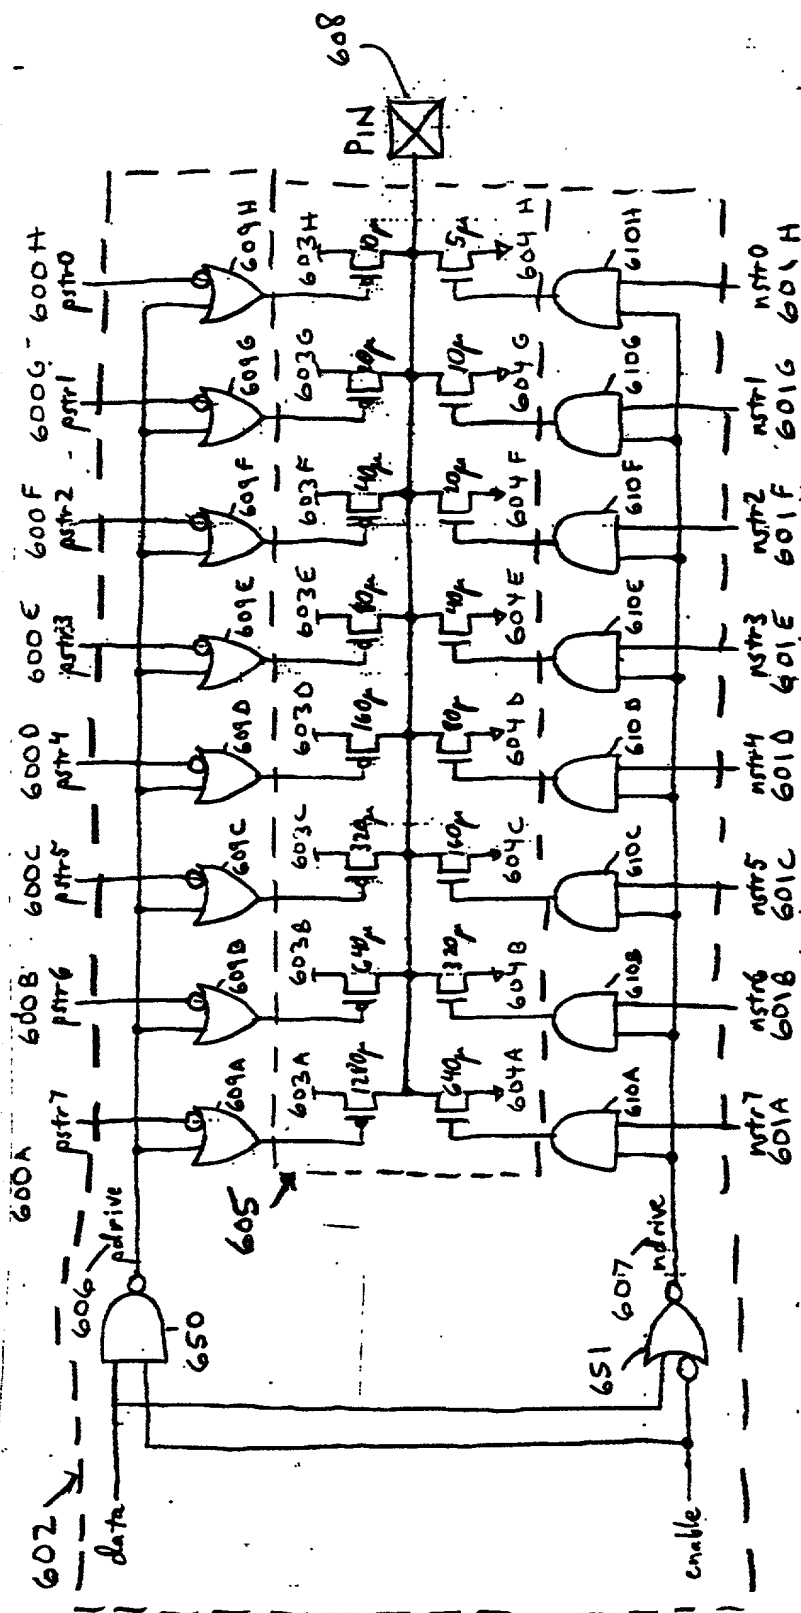 600A
600B
600C
600D
600E
600F
600G
600H
pstr7
pstr6
pstr5
pstr4
pstr3
pstr2
pstr1
pstr0
602
data
606
pdrive
650
609A
609B
609C
609D
609E
609F
609G
609H
605
603A
603B
603C
603D
603E
603F
603G
603H
1280μ
640μ
320μ
160μ
80μ
40μ
20μ
10μ
PIN
608
640μ
320μ
160μ
80μ
40μ
20μ
10μ
5μ
604A
604B
604C
604D
604E
604F
604G
604H
651
607
ndrive
enable
610A
610B
610C
610D
610E
610F
610G
610H
nstr7
nstr6
nstr5
nstr4
nstr3
nstr2
nstr1
nstr0
601A
601B
601C
601D
601E
601F
601G
601H